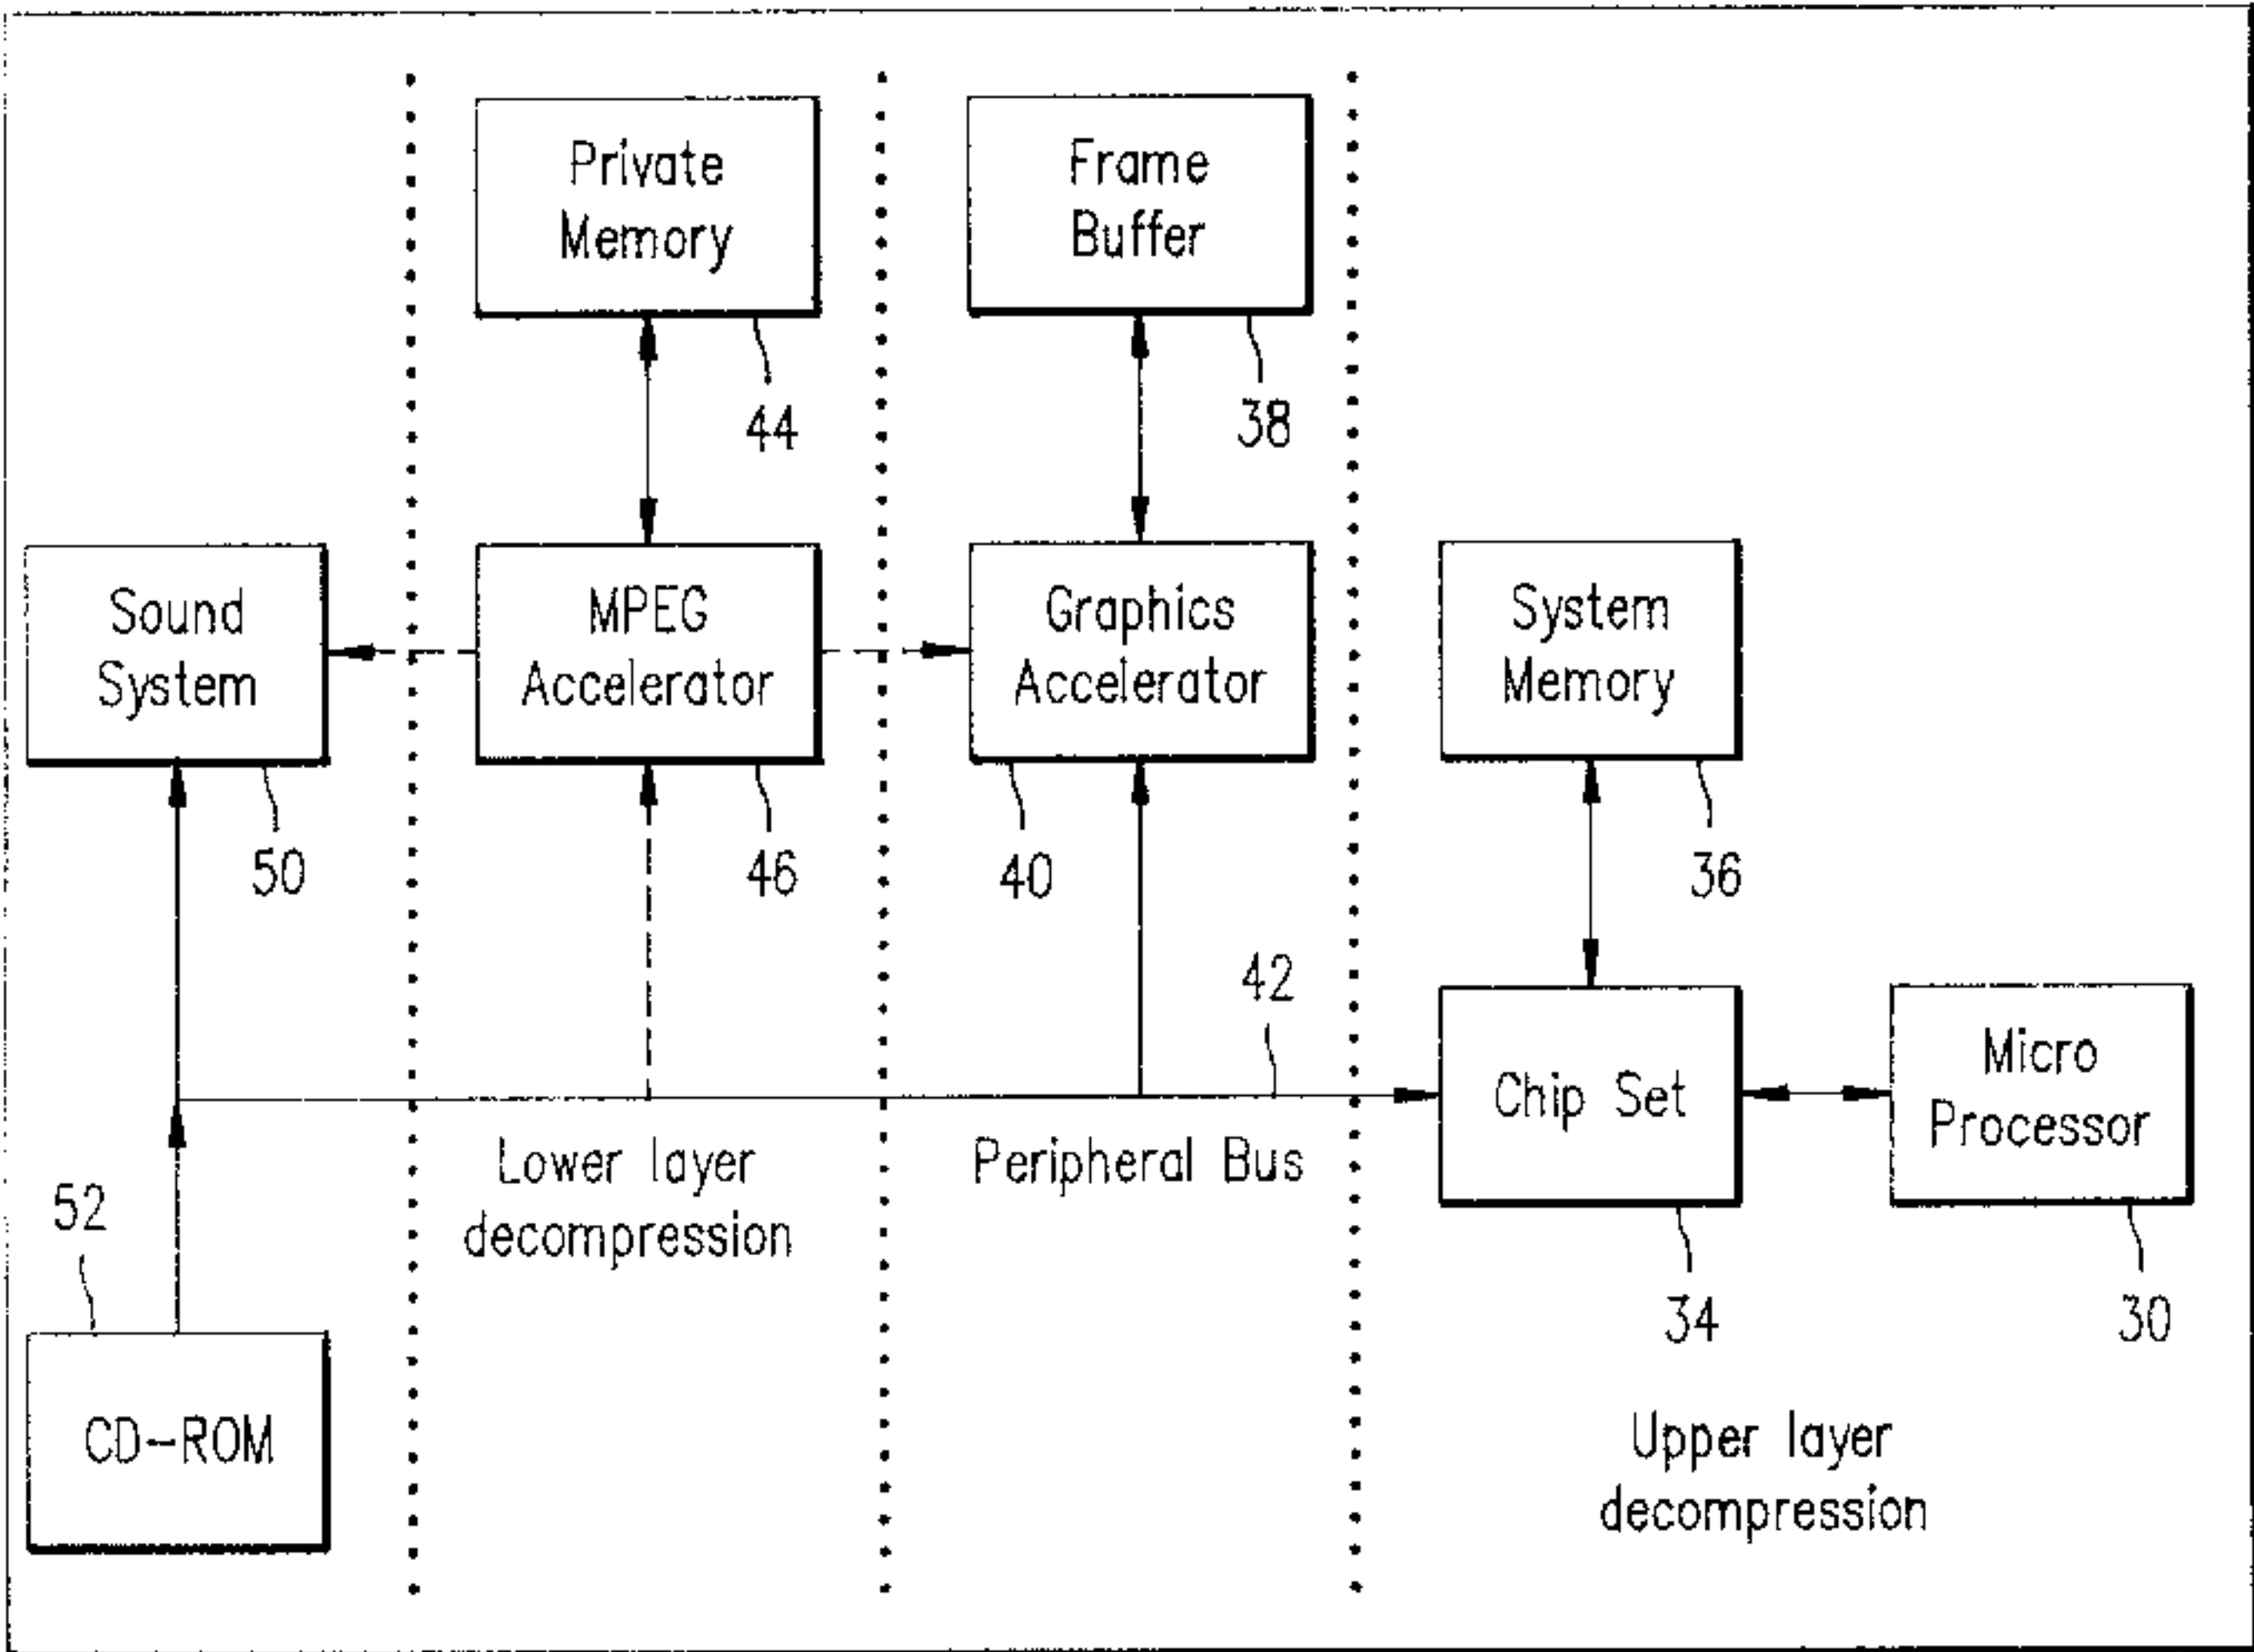 Private
Memory
44
Frame
Buffer
38
Sound
System
50
MPEG
Accelerator
46
Graphics
Accelerator
40
System
Memory
36
42
Chip Set
34
Micro
Processor
30
Lower layer
decompression
Peripheral Bus
52
CD-ROM
Upper layer
decompression